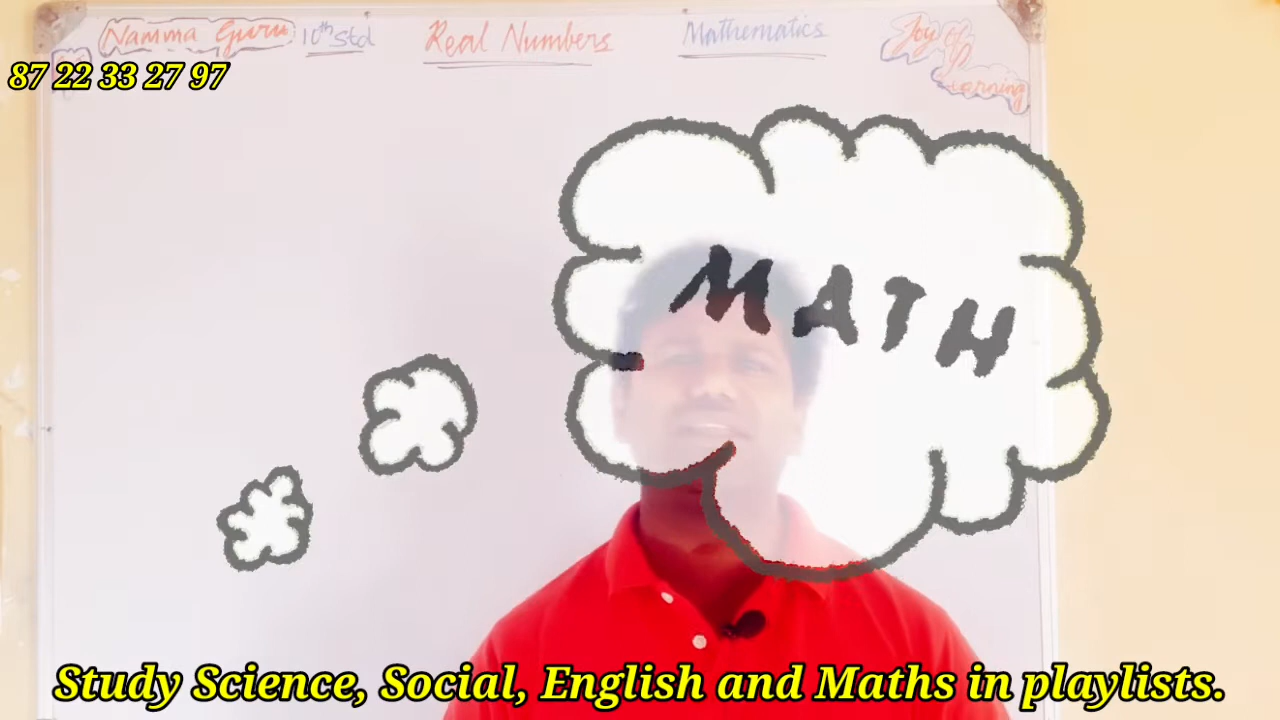 Namma Guru 10th Std Real Numbers Mathematics Joy of Learning
87 22 33 27 97
MATH
Study Science, Social, English and Maths in playlists.